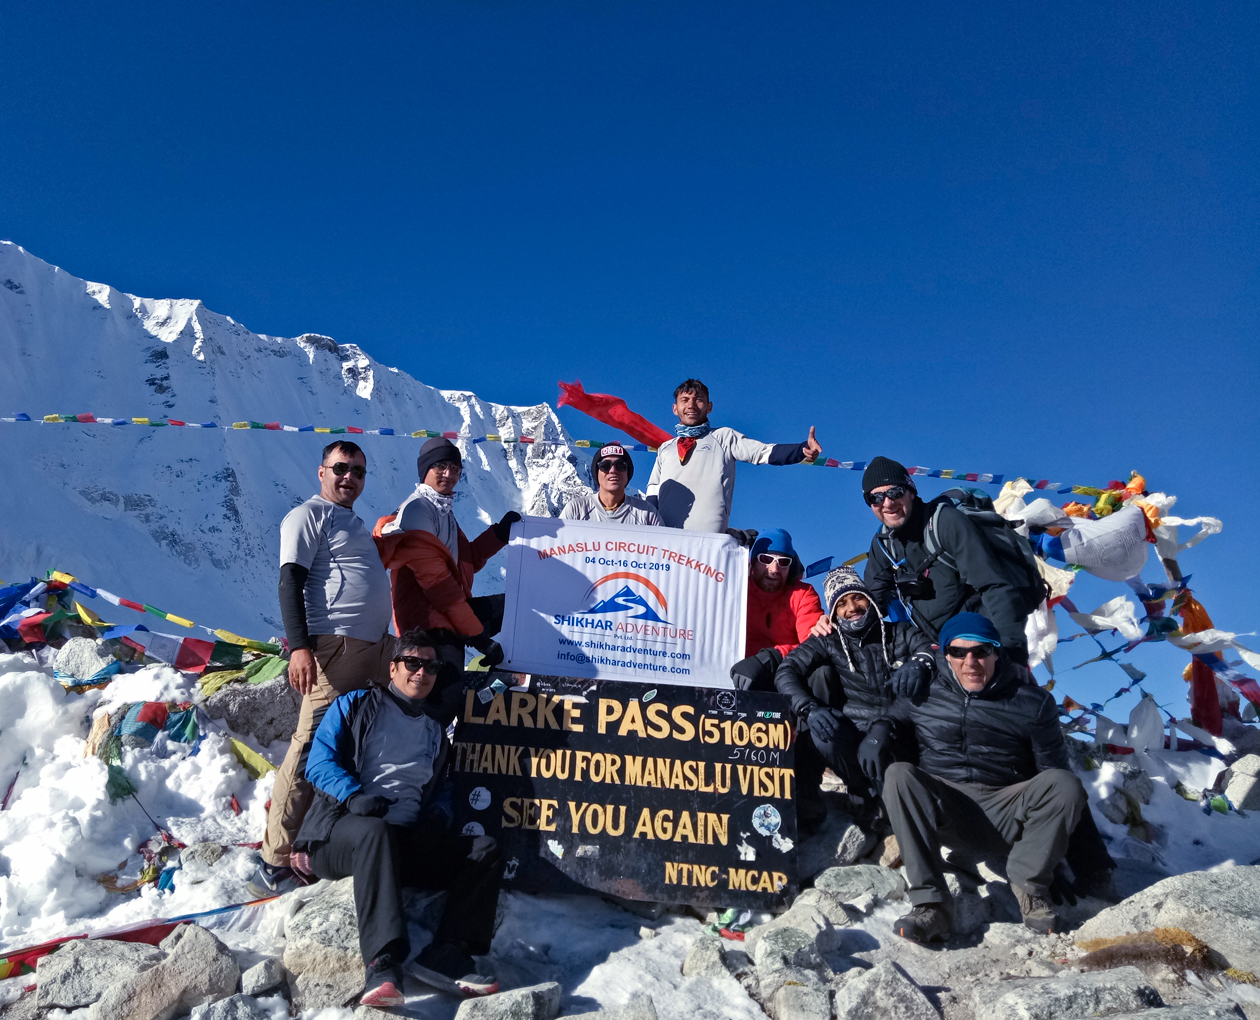 OBEY
MANASLU CIRCUIT TREKKING
04 Oct-16 Oct 2019
SHIKHAR ADVENTURE
Pvt. Ltd.
www.shikharadventure.com
info@shikharadventure.com
LARKE PASS (5106M)
5160M
THANK YOU FOR MANASLU VISIT
SEE YOU AGAIN
NTNC-MCAP